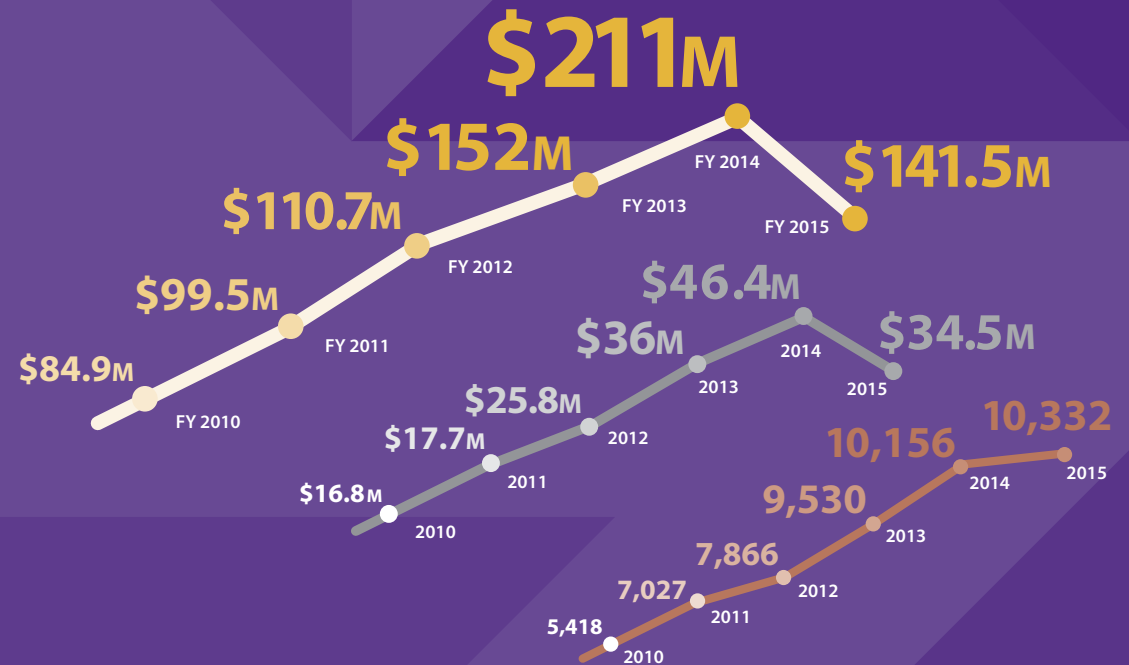 $84.9M
FY 2010
$99.5M
FY 2011
$110.7M
FY 2012
$152M
FY 2013
$211M
FY 2014
$141.5M
FY 2015
$16.8M
2010
$17.7M
2011
$25.8M
2012
$36M
2013
$46.4M
2014
$34.5M
2015
5,418
2010
7,027
2011
7,866
2012
9,530
2013
10,156
2014
10,332
2015